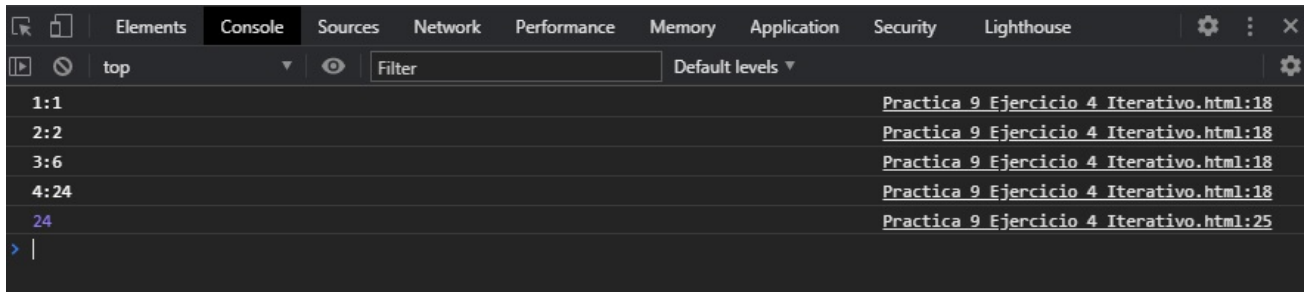 Elements Console Sources Network Performance Memory Application Security Lighthouse
top Filter Default levels
1:1 Practica 9 Ejercicio 4 Iterativo.html:18
2:2 Practica 9 Ejercicio 4 Iterativo.html:18
3:6 Practica 9 Ejercicio 4 Iterativo.html:18
4:24 Practica 9 Ejercicio 4 Iterativo.html:18
24 Practica 9 Ejercicio 4 Iterativo.html:25
>